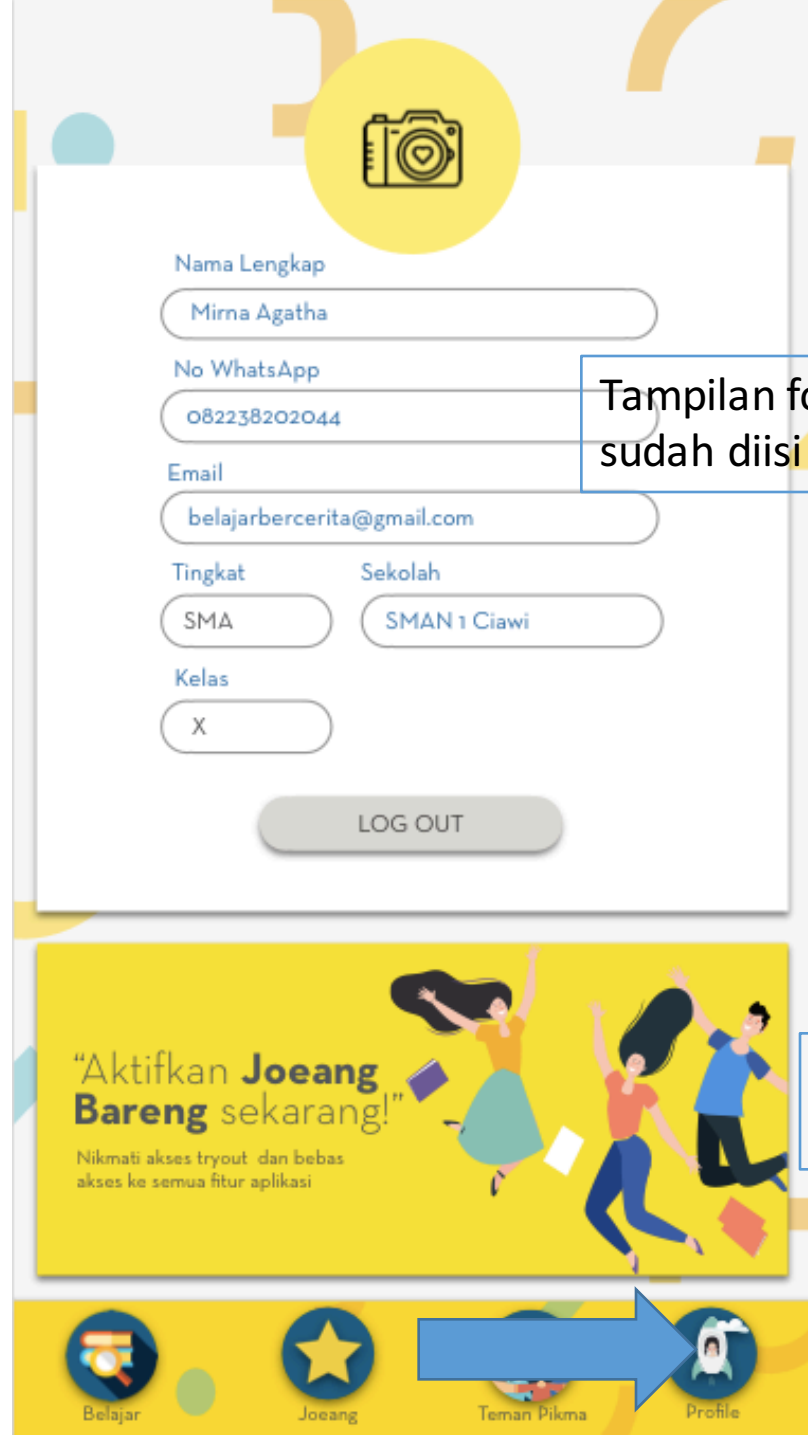 Nama Lengkap
Mirna Agatha
No WhatsApp
082238202044
Tampilan
sudah diisi
Email
belajarbercerita@gmail.com
Tingkat Sekolah
SMA SMAN 1 Ciawi
Kelas
X
LOG OUT
"Aktifkan Joeang
Bareng sekarang!"
Nikmati akses tryout dan bebas
akses ke semua fitur aplikasi
Belajar Joeang Teman Pikma Profile